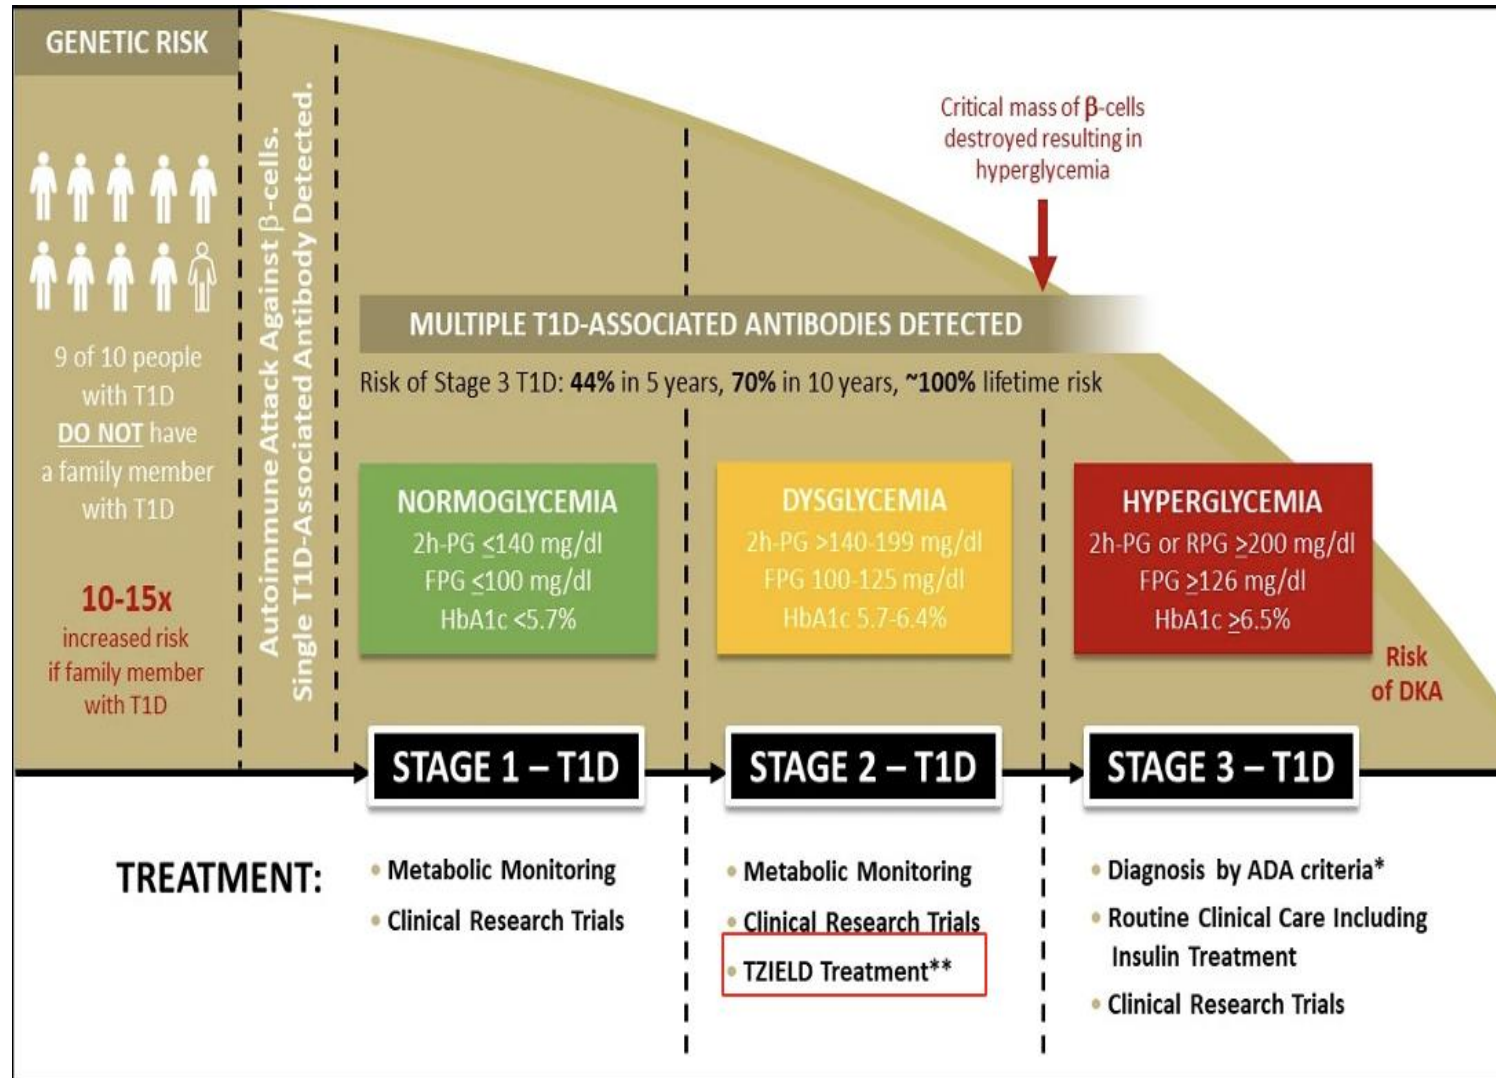 GENETIC RISK
9 of 10 people
with T1D
DO NOT have
a family member
with T1D
10-15x
increased risk
if family member
with T1D
Autoimmune Attack Against β-cells.
Single T1D-Associated Antibody Detected.
Critical mass of β-cells
destroyed resulting in
hyperglycemia
MULTIPLE T1D-ASSOCIATED ANTIBODIES DETECTED
Risk of Stage 3 T1D: 44% in 5 years, 70% in 10 years, ~100% lifetime risk
NORMOGLYCEMIA
2h-PG ≤140 mg/dl
FPG ≤100 mg/dl
HbA1c <5.7%
DYSGLYCEMIA
2h-PG >140-199 mg/dl
FPG 100-125 mg/dl
HbA1c 5.7-6.4%
HYPERGLYCEMIA
2h-PG or RPG ≥200 mg/dl
FPG ≥126 mg/dl
HbA1c ≥6.5%
Risk
of DKA
STAGE 1 – T1D
STAGE 2 – T1D
STAGE 3 – T1D
TREATMENT:
• Metabolic Monitoring
• Clinical Research Trials
• Metabolic Monitoring
• Clinical Research Trials
• TZIELD Treatment**
• Diagnosis by ADA criteria*
• Routine Clinical Care Including
Insulin Treatment
• Clinical Research Trials